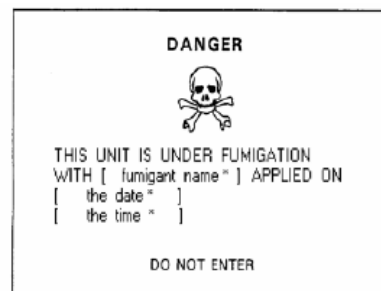 DANGER
THIS UNIT IS UNDER FUMIGATION
WITH [ fumigant name* ] APPLIED ON
[ the date* ]
[ the time* ]
DO NOT ENTER